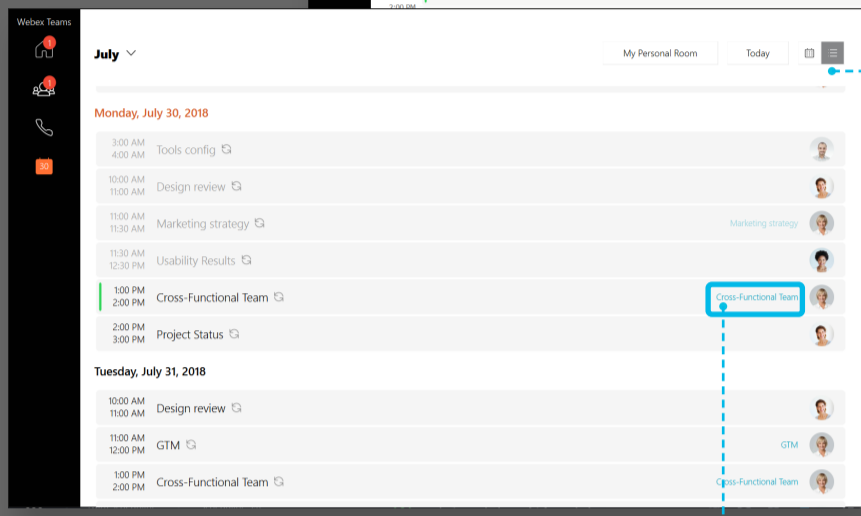 2:00 PM
Webex Teams
1
1
30
July
My Personal Room
Today
Monday, July 30, 2018
3:00 AM
4:00 AM
Tools config
10:00 AM
11:00 AM
Design review
11:00 AM
11:30 AM
Marketing strategy
Marketing strategy
11:30 AM
12:30 PM
Usability Results
1:00 PM
2:00 PM
Cross-Functional Team
Cross-Functional Team
2:00 PM
3:00 PM
Project Status
Tuesday, July 31, 2018
10:00 AM
11:00 AM
Design review
11:00 AM
12:00 PM
GTM
GTM
1:00 PM
2:00 PM
Cross-Functional Team
Cross-Functional Team